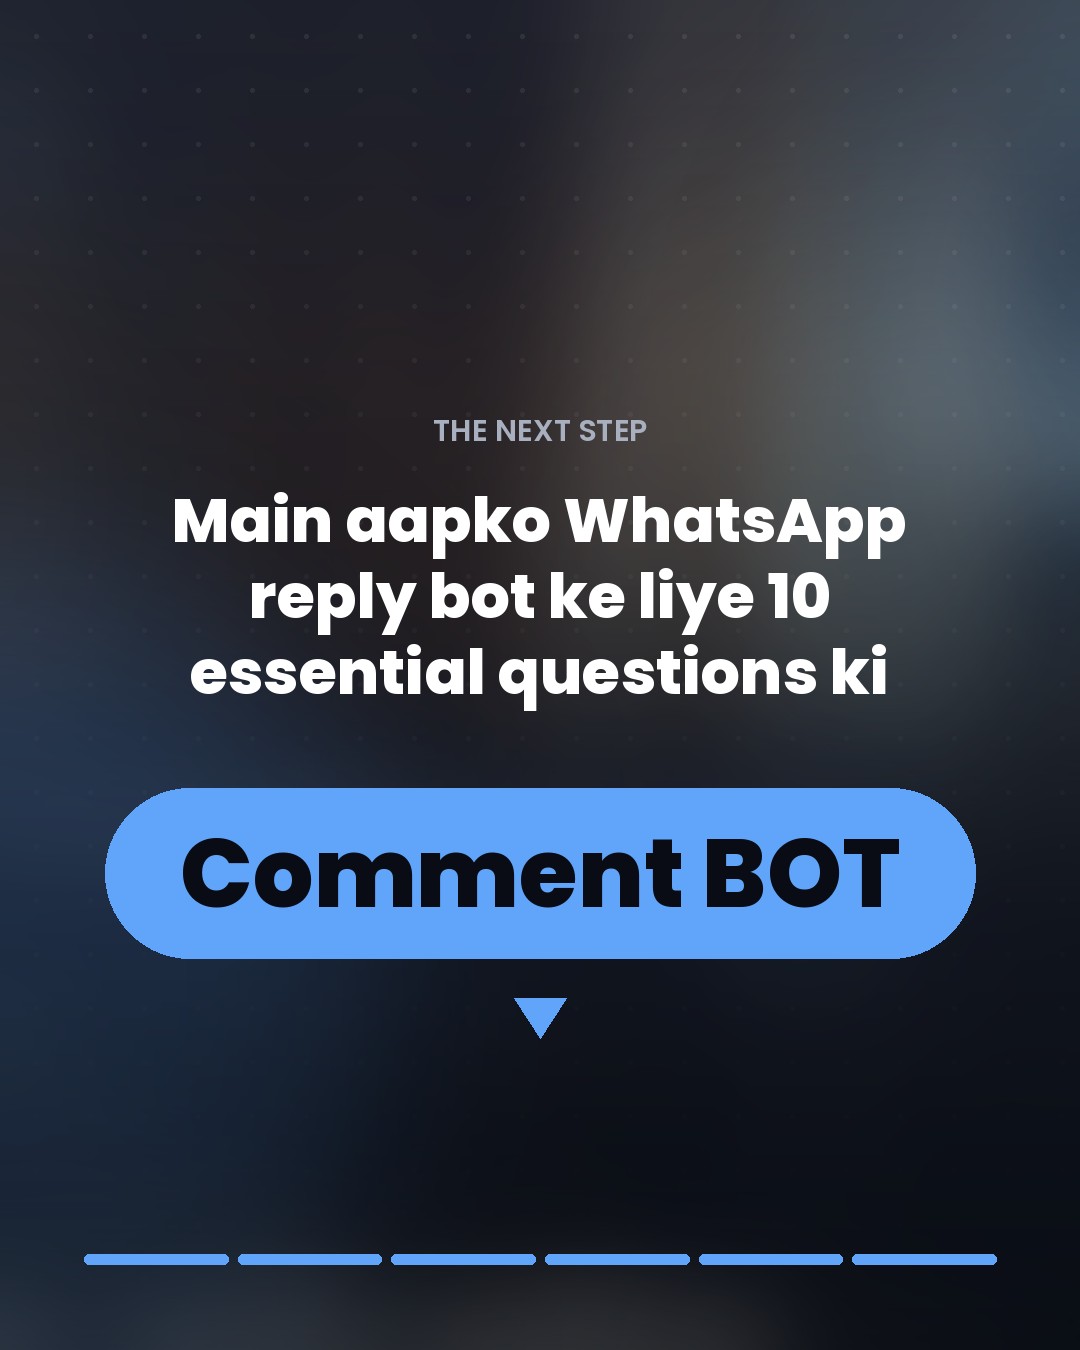 THE NEXT STEP
Main aapko WhatsApp
reply bot ke liye 10
essential questions ki
Comment BOT